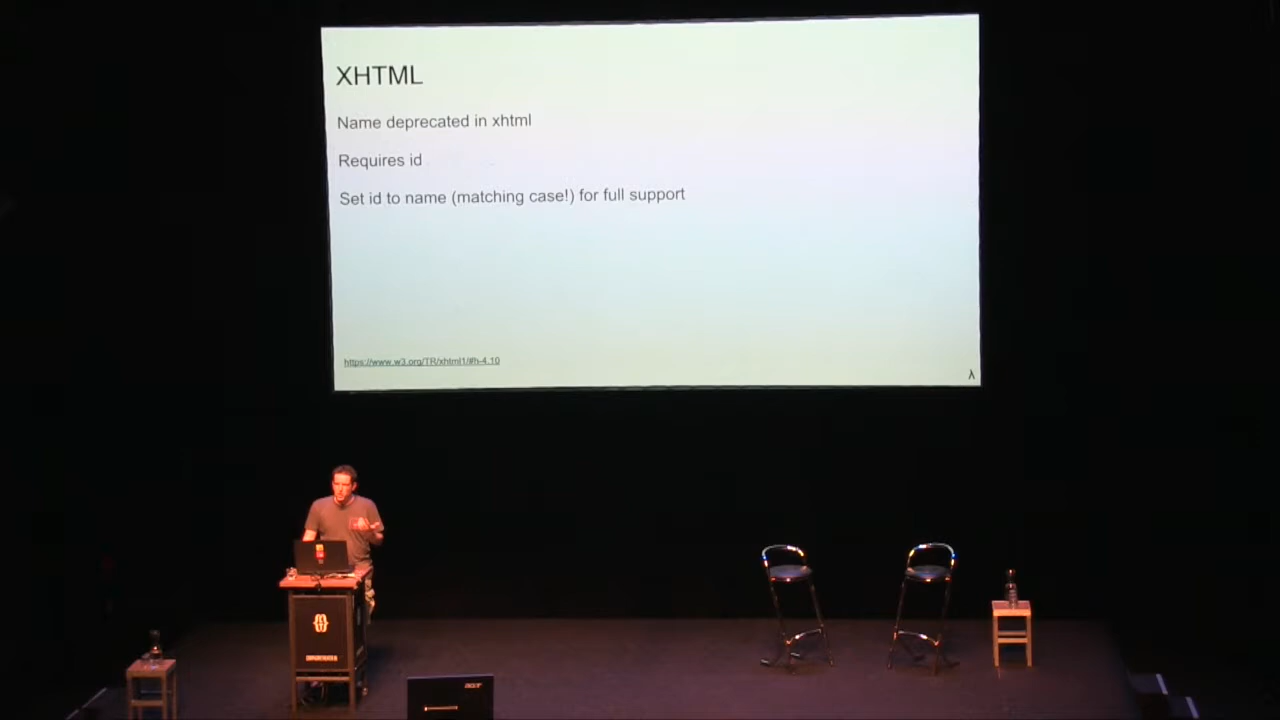 XHTML
Name deprecated in xhtml
Requires id
Set id to name (matching case!) for full support
https://www.w3.org/TR/xhtml1/#h-4.10
λ
{i}
acer